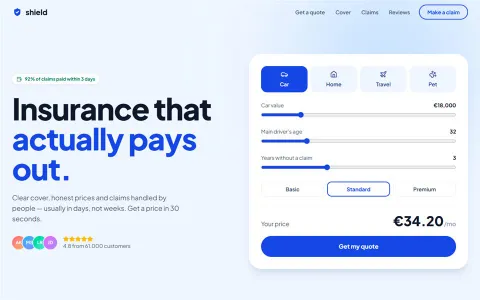 shield
Get a quote
Cover
Claims
Reviews
Make a claim
92% of claims paid within 3 days
Insurance that
actually pays
out.
Clear cover, honest prices and claims handled by
people — usually in days, not weeks. Get a price in 30
seconds.
4.8 from 61,000 customers
Car
Home
Travel
Pet
Car value
€18,000
Main driver's age
32
Years without a claim
3
Basic
Standard
Premium
Your price
€34.20/mo
Get my quote